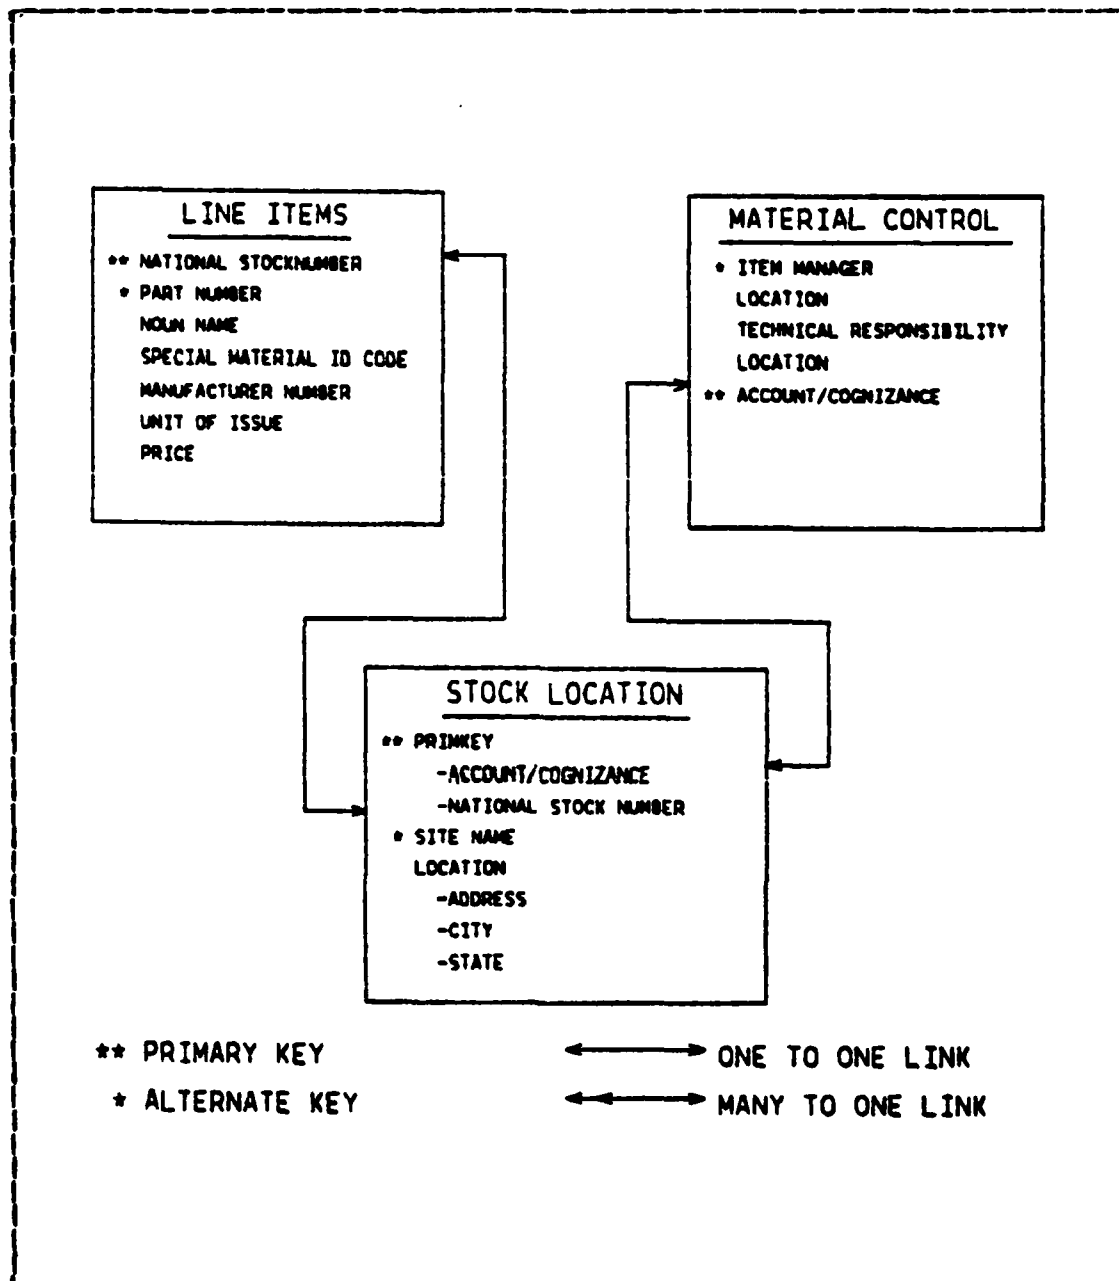 LINE ITEMS
** NATIONAL STOCKNUMBER
* PART NUMBER
NOUN NAME
SPECIAL MATERIAL ID CODE
MANUFACTURER NUMBER
UNIT OF ISSUE
PRICE
MATERIAL CONTROL
* ITEM MANAGER
LOCATION
TECHNICAL RESPONSIBILITY
LOCATION
** ACCOUNT/COGNIZANCE
STOCK LOCATION
** PRIMKEY
-ACCOUNT/COGNIZANCE
-NATIONAL STOCK NUMBER
* SITE NAME
LOCATION
-ADDRESS
-CITY
-STATE
** PRIMARY KEY
* ALTERNATE KEY
ONE TO ONE LINK
MANY TO ONE LINK